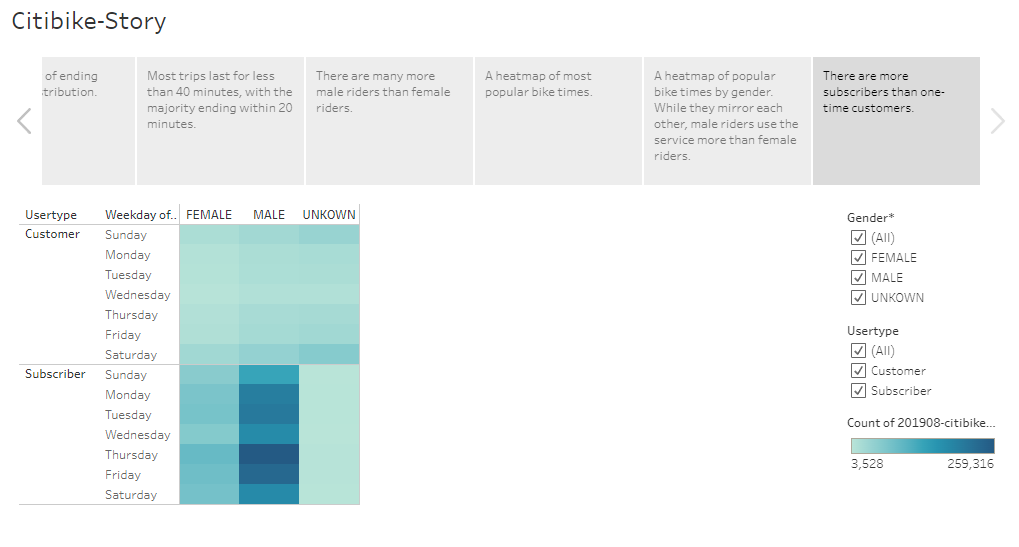 Citibike-Story
of ending
tribution.
Most trips last for less
than 40 minutes, with the
majority ending within 20
minutes.
There are many more
male riders than female
riders.
A heatmap of most
popular bike times.
A heatmap of popular
bike times by gender.
While they mirror each
other, male riders use the
service more than female
riders.
There are more
subscribers than one-
time customers.
Usertype Weekday of.. FEMALE MALE UNKOWN
Customer Sunday
Monday
Tuesday
Wednesday
Thursday
Friday
Saturday
Subscriber Sunday
Monday
Tuesday
Wednesday
Thursday
Friday
Saturday
Gender*
(All)
FEMALE
MALE
UNKOWN
Usertype
(All)
Customer
Subscriber
Count of 201908-citibike...
3,528 259,316